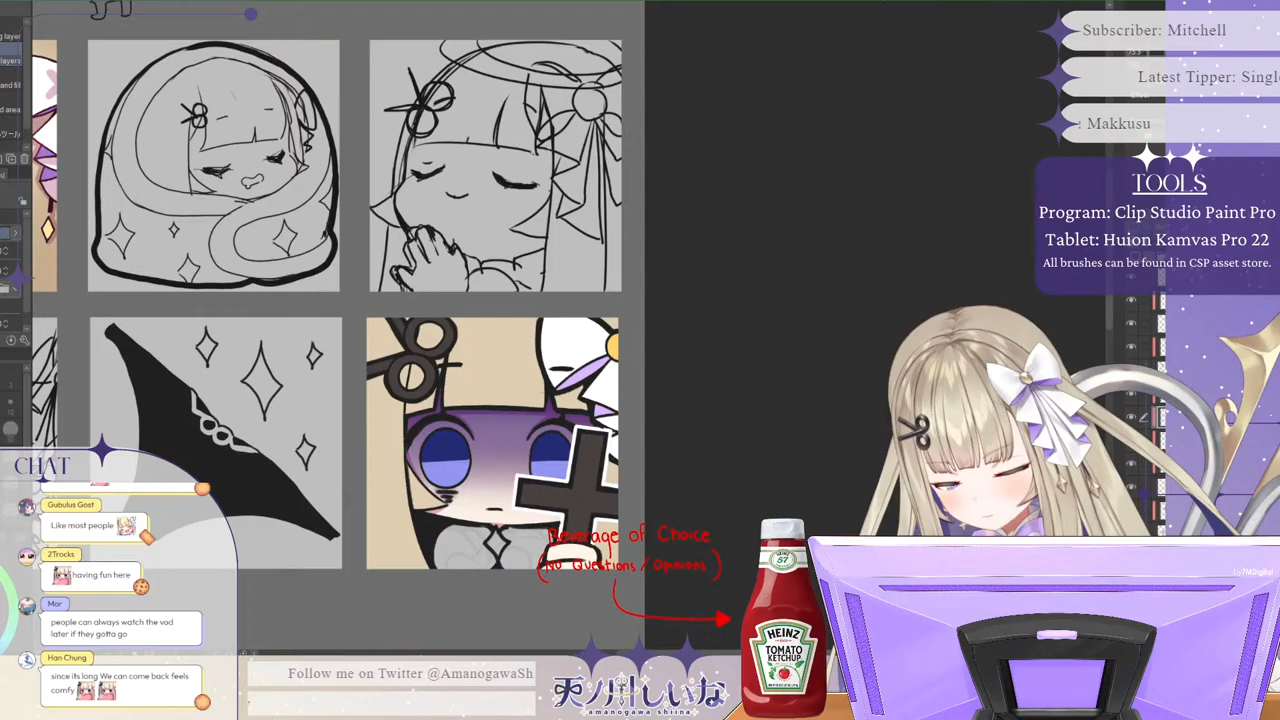 Subscriber: Mitchell
Latest Tipper: Singl
: Makkusu
TOOLS
Program: Clip Studio Paint Pro
Tablet: Huion Kamvas Pro 22
All brushes can be found in CSP asset store.
CHAT
Gubulus Gost
Like most people
2Trocks
having fun here
Mar
people can always watch the vod
later if they gotta go
Han Chung
since its long We can come back feels
comfy
Beverage of Choice
(No Questions/Opinions)
HEINZ
57
HEINZ
TOMATO
KETCHUP
by7MDigital
Follow me on Twitter @AmanogawaSh
天ノ川しいな
amanogawa shiina